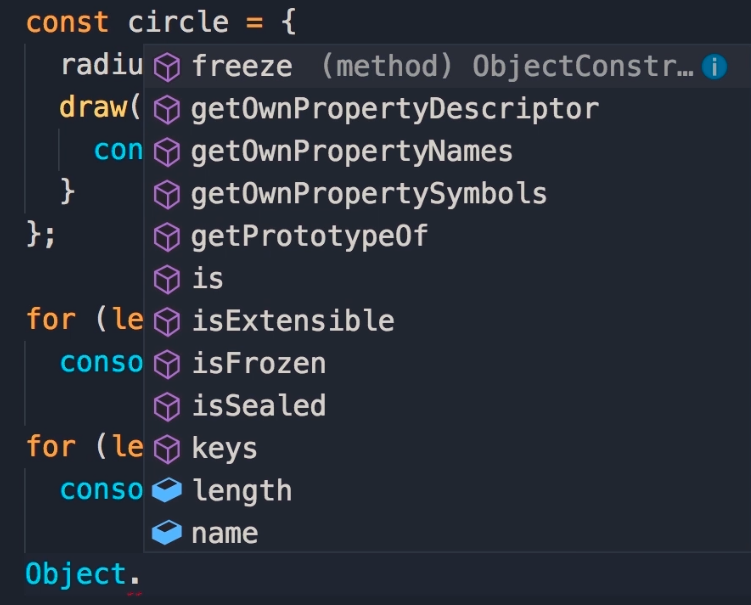 const circle = {
radiu
freeze (method) ObjectConstr…
draw(
getOwnPropertyDescriptor
con
getOwnPropertyNames
}
getOwnPropertySymbols
};
getPrototypeOf
is
for (le
isExtensible
conso
isFrozen
isSealed
for (le
keys
conso
length
name
Object.